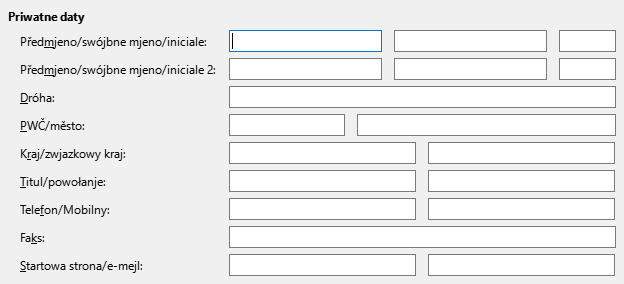 Priwatne daty
Předmjeno/swójbne mjeno/iniciale:
Předmjeno/swójbne mjeno/iniciale 2:
Dróha:
PWČ/město:
Kraj/zwjazkowy kraj:
Titul/powołanje:
Telefon/Mobilny:
Faks:
Startowa strona/e-mejl: